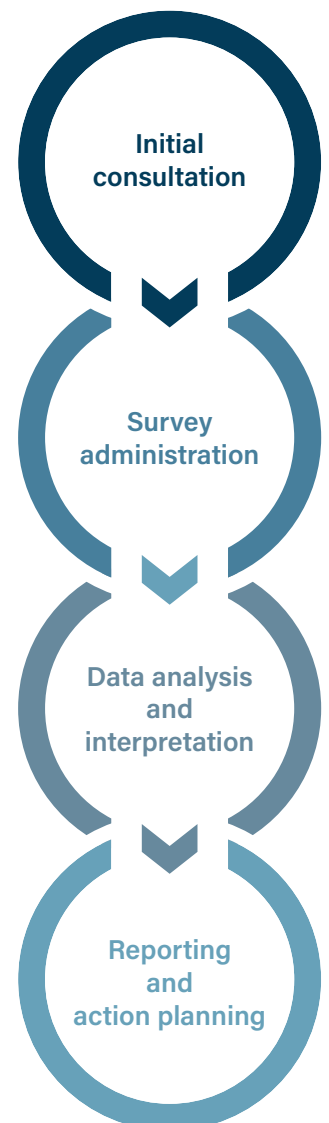 Initial
consultation
Survey
administration
Data analysis
and
interpretation
Reporting
and
action planning